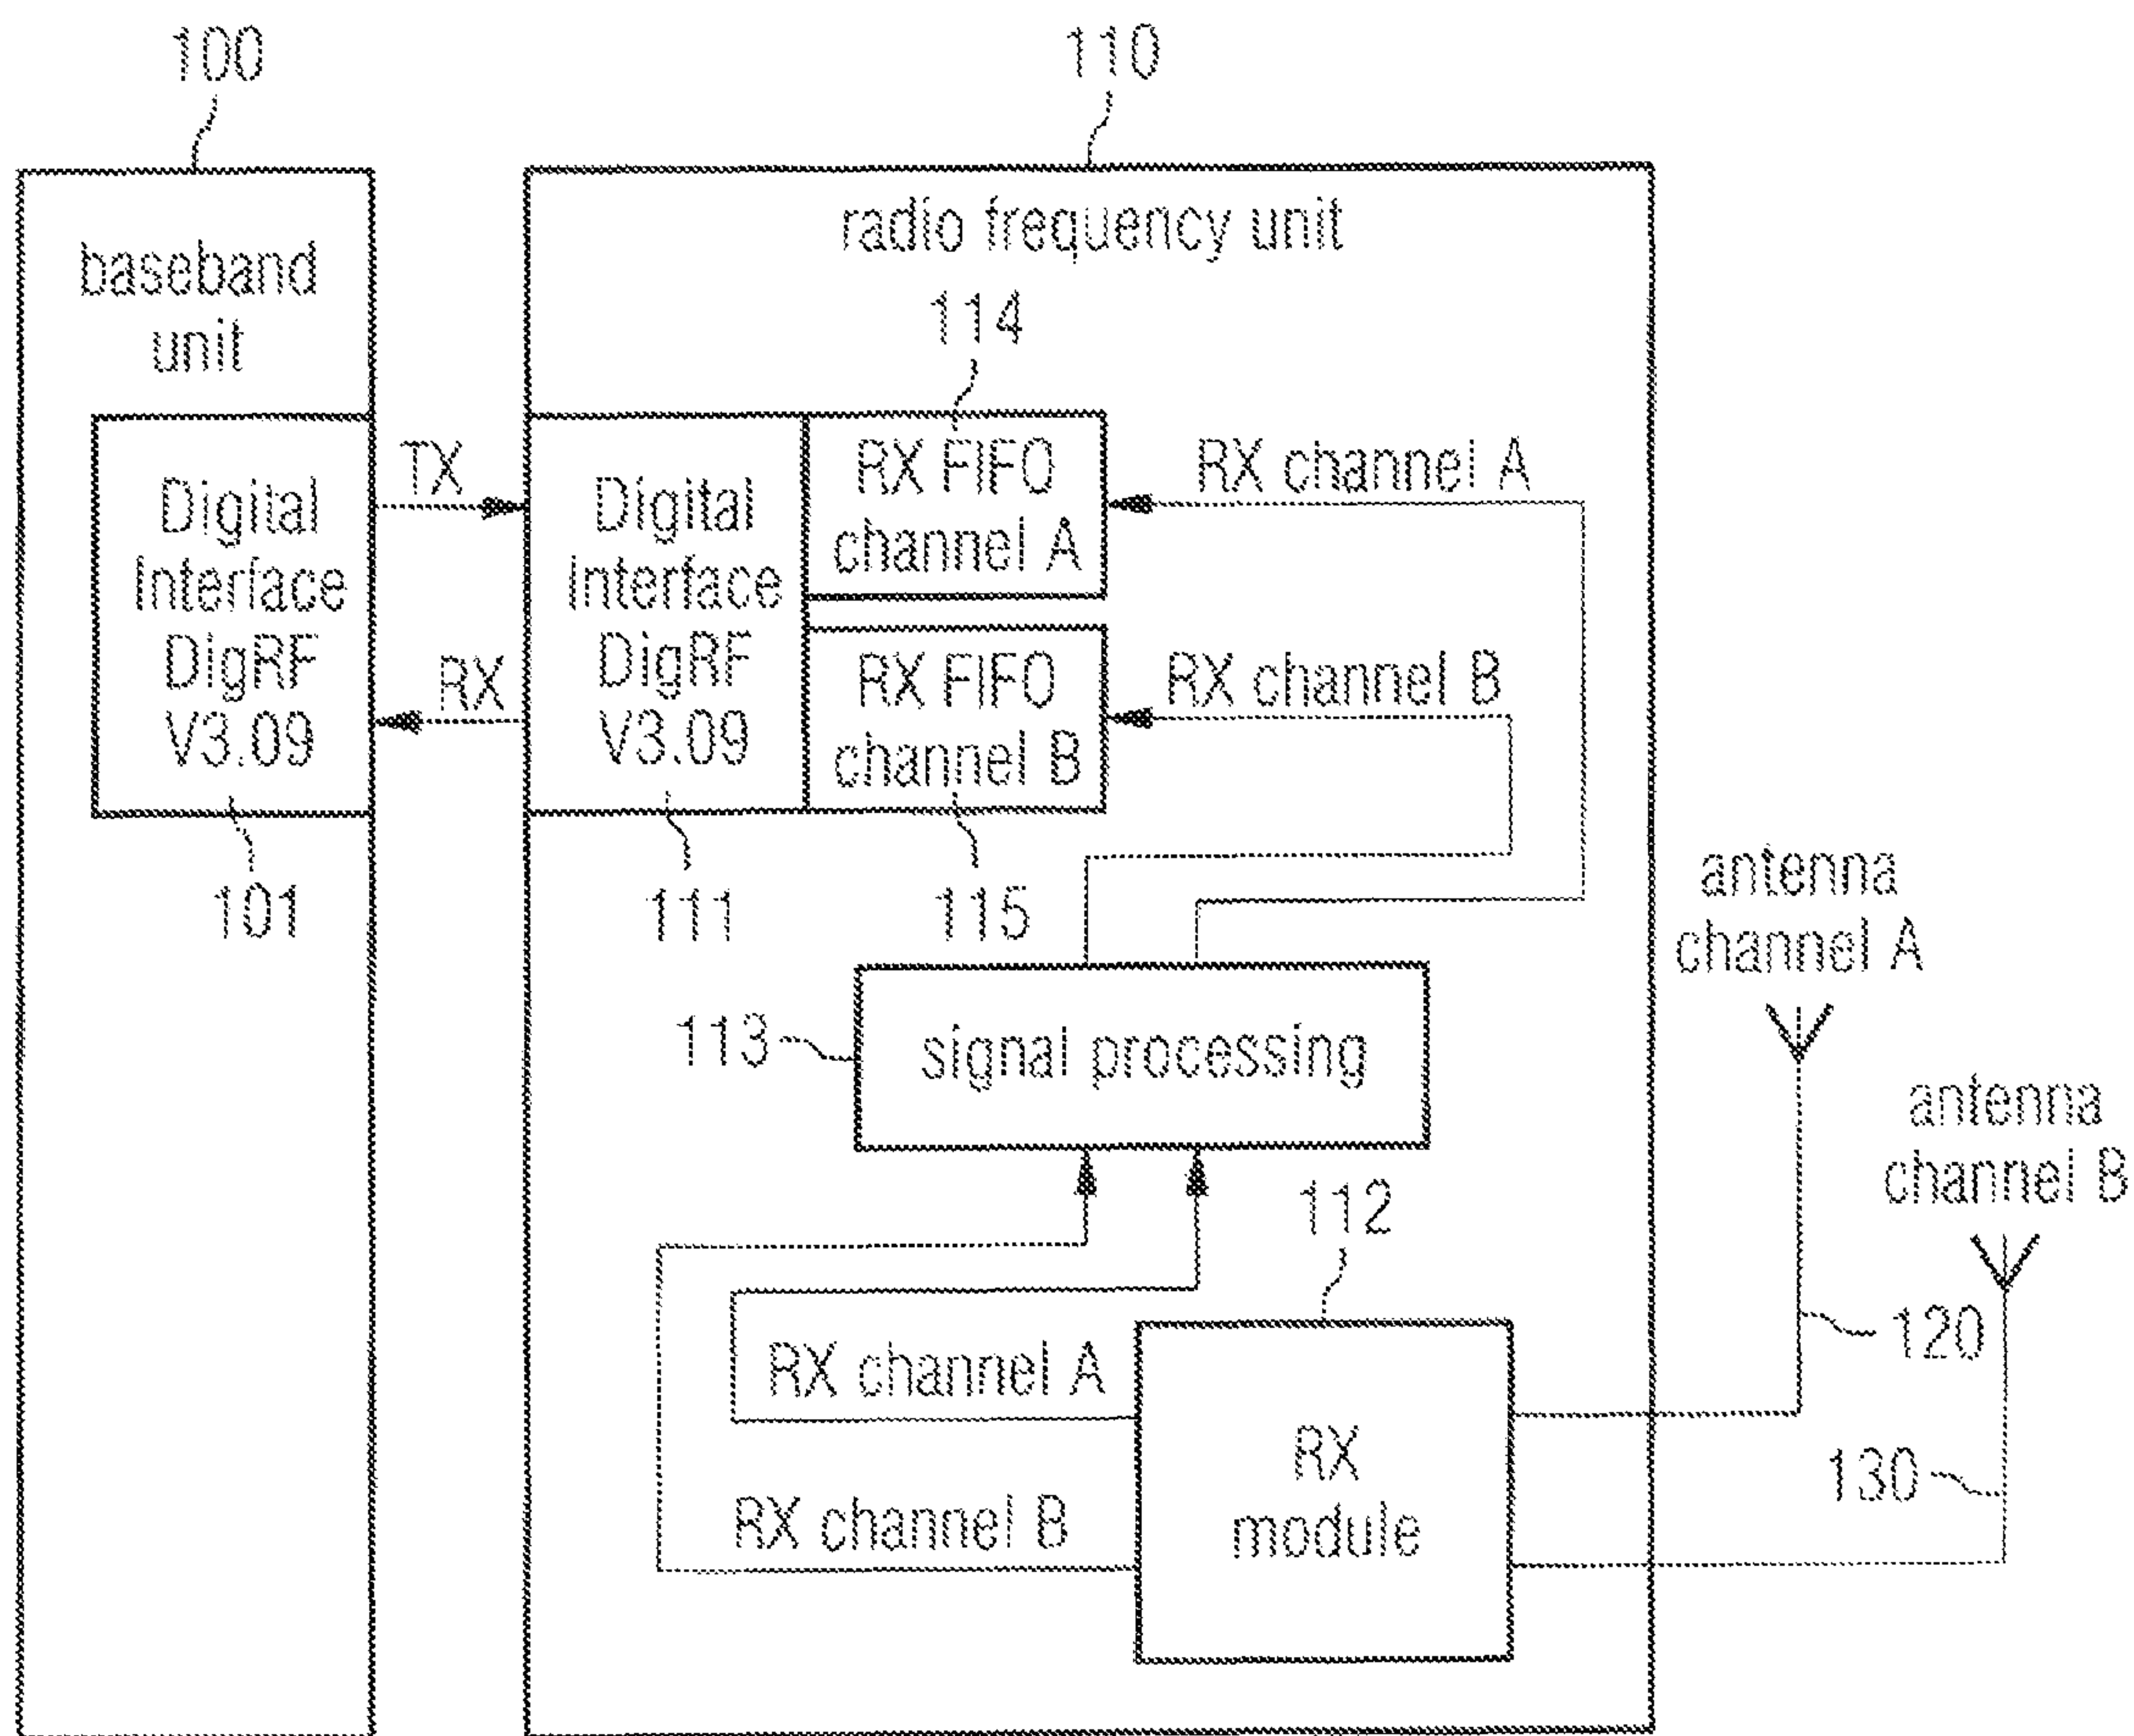 100
110
baseband
unit
radio frequency unit
114
Digital
Interface
DigRF
V3.09
TX
RX
Digital
Interface
DigRF
V3.09
RX FIFO
channel A
RX FIFO
channel B
RX channel A
RX channel B
101
111
115
antenna
channel A
113
signal processing
antenna
channel B
112
120
RX channel A
RX channel B
RX
module
130